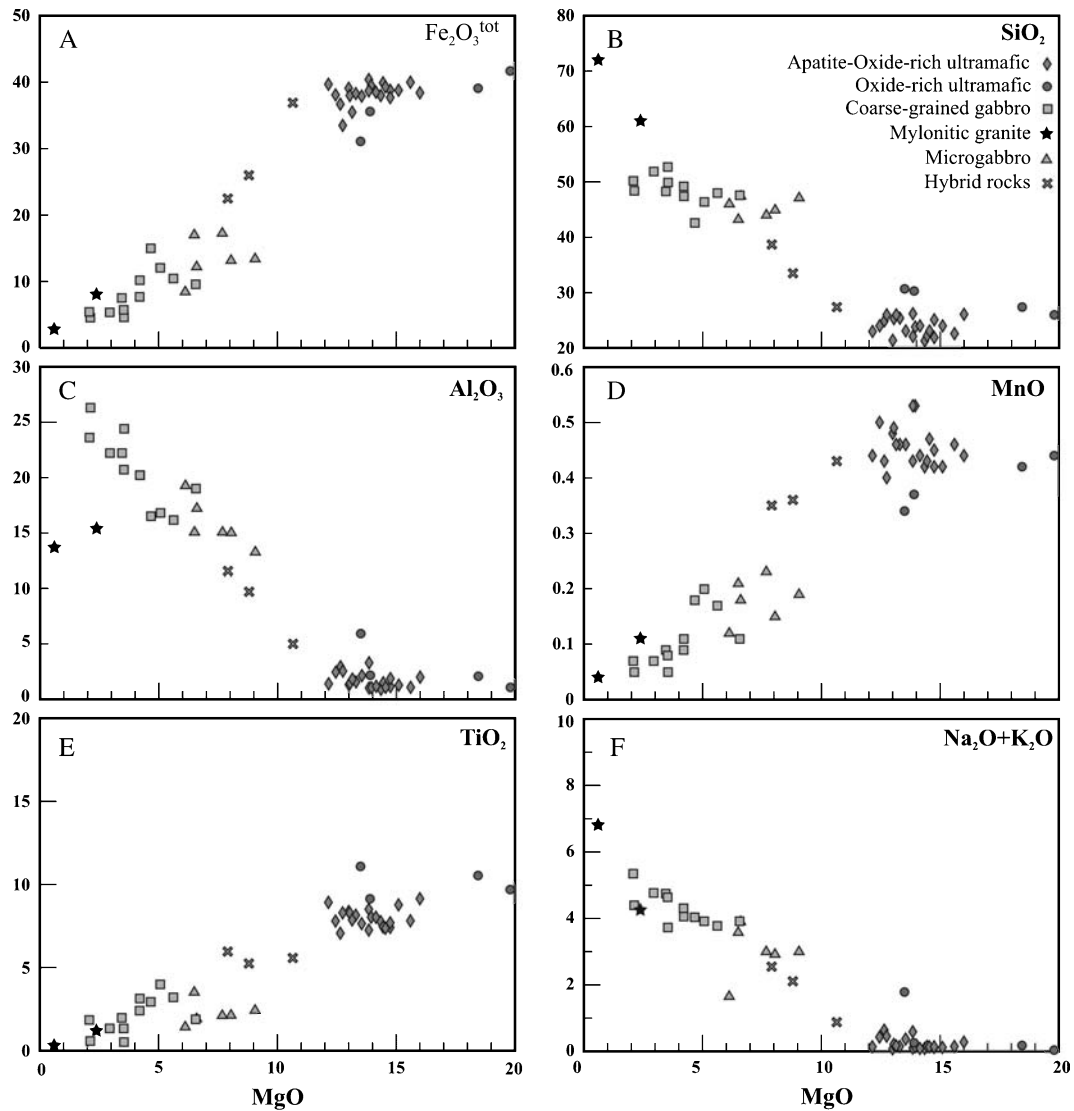 A
Fe₂O₃ᵗᵒᵗ
50
40
30
20
10
0
B
SiO₂
80
70
60
50
40
30
20
Apatite-Oxide-rich ultramafic
Oxide-rich ultramafic
Coarse-grained gabbro
Mylonitic granite
Microgabbro
Hybrid rocks
C
Al₂O₃
30
25
20
15
10
5
0
D
MnO
0.6
0.5
0.4
0.3
0.2
0.1
0
E
TiO₂
20
15
10
5
0
0 5 10 15 20
MgO
F
Na₂O+K₂O
10
8
6
4
2
0
0 5 10 15 20
MgO